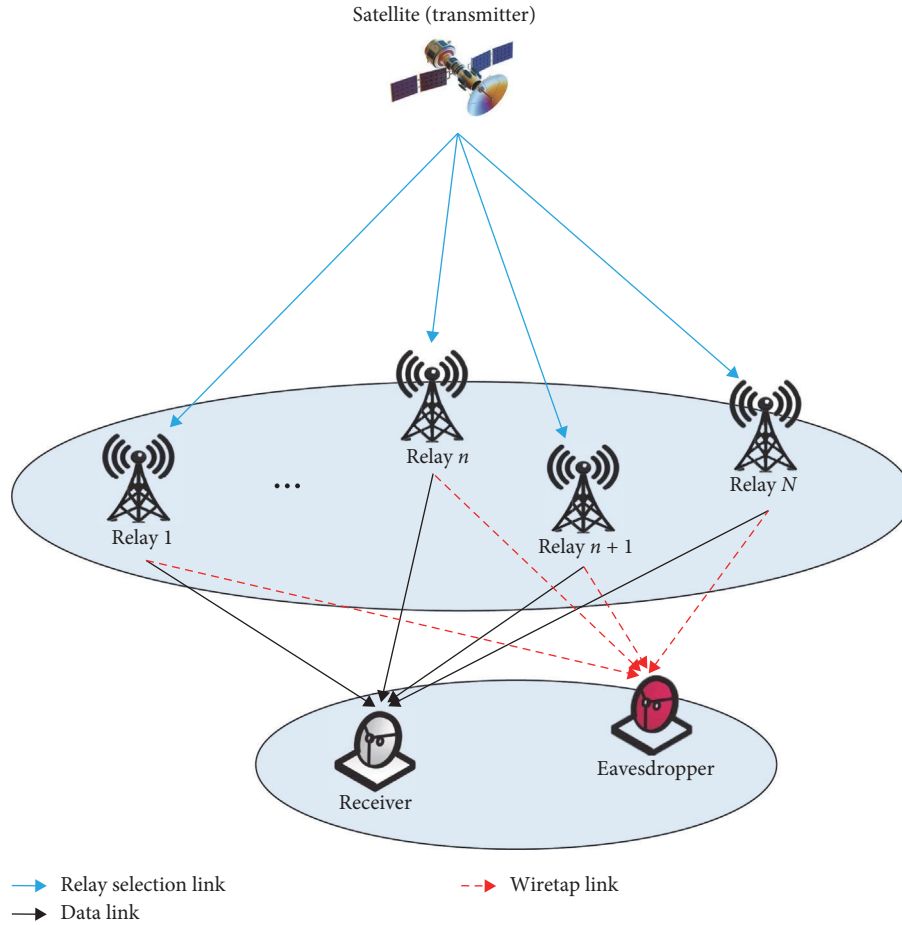 Satellite (transmitter)
Relay n
Relay N
...
Relay 1
Relay n + 1
Eavesdropper
Receiver
Relay selection link
Wiretap link
Data link